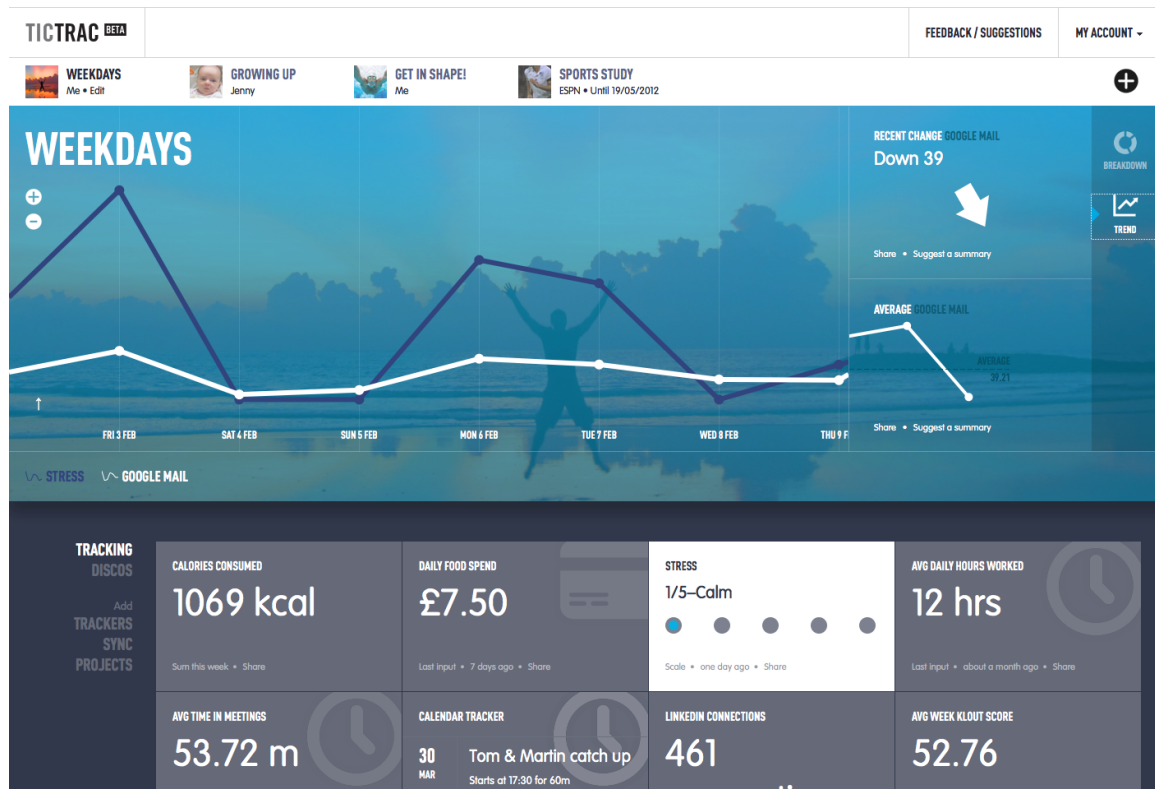 TICTRAC BETA
FEEDBACK / SUGGESTIONS
MY ACCOUNT
WEEKDAYS
Me • Edit
GROWING UP
Jenny
GET IN SHAPE!
Me
SPORTS STUDY
ESPN • Until 19/05/2012
WEEKDAYS
RECENT CHANGE GOOGLE MAIL
Down 39
Share • Suggest a summary
BREAKDOWN
TREND
AVERAGE GOOGLE MAIL
AVERAGE
39.21
Share • Suggest a summary
FRI 3 FEB
SAT 4 FEB
SUN 5 FEB
MON 6 FEB
TUE 7 FEB
WED 8 FEB
THU 9 F
STRESS
GOOGLE MAIL
TRACKING
DISCOS
Add
TRACKERS
SYNC
PROJECTS
CALORIES CONSUMED
1069 kcal
Sum this week • Share
DAILY FOOD SPEND
£7.50
Last input • 7 days ago • Share
STRESS
1/5–Calm
Scale • one day ago • Share
AVG DAILY HOURS WORKED
12 hrs
Last input • about a month ago • Share
AVG TIME IN MEETINGS
53.72 m
CALENDAR TRACKER
30
MAR
Tom & Martin catch up
Starts at 17:30 for 60m
LINKEDIN CONNECTIONS
461
AVG WEEK KLOUT SCORE
52.76